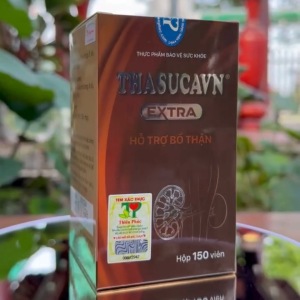 THỰC PHẨM BẢO VỆ SỨC KHỎE
THASUCAVN®
EXTRA
HỖ TRỢ BỔ THẬN
Hộp 150 viên